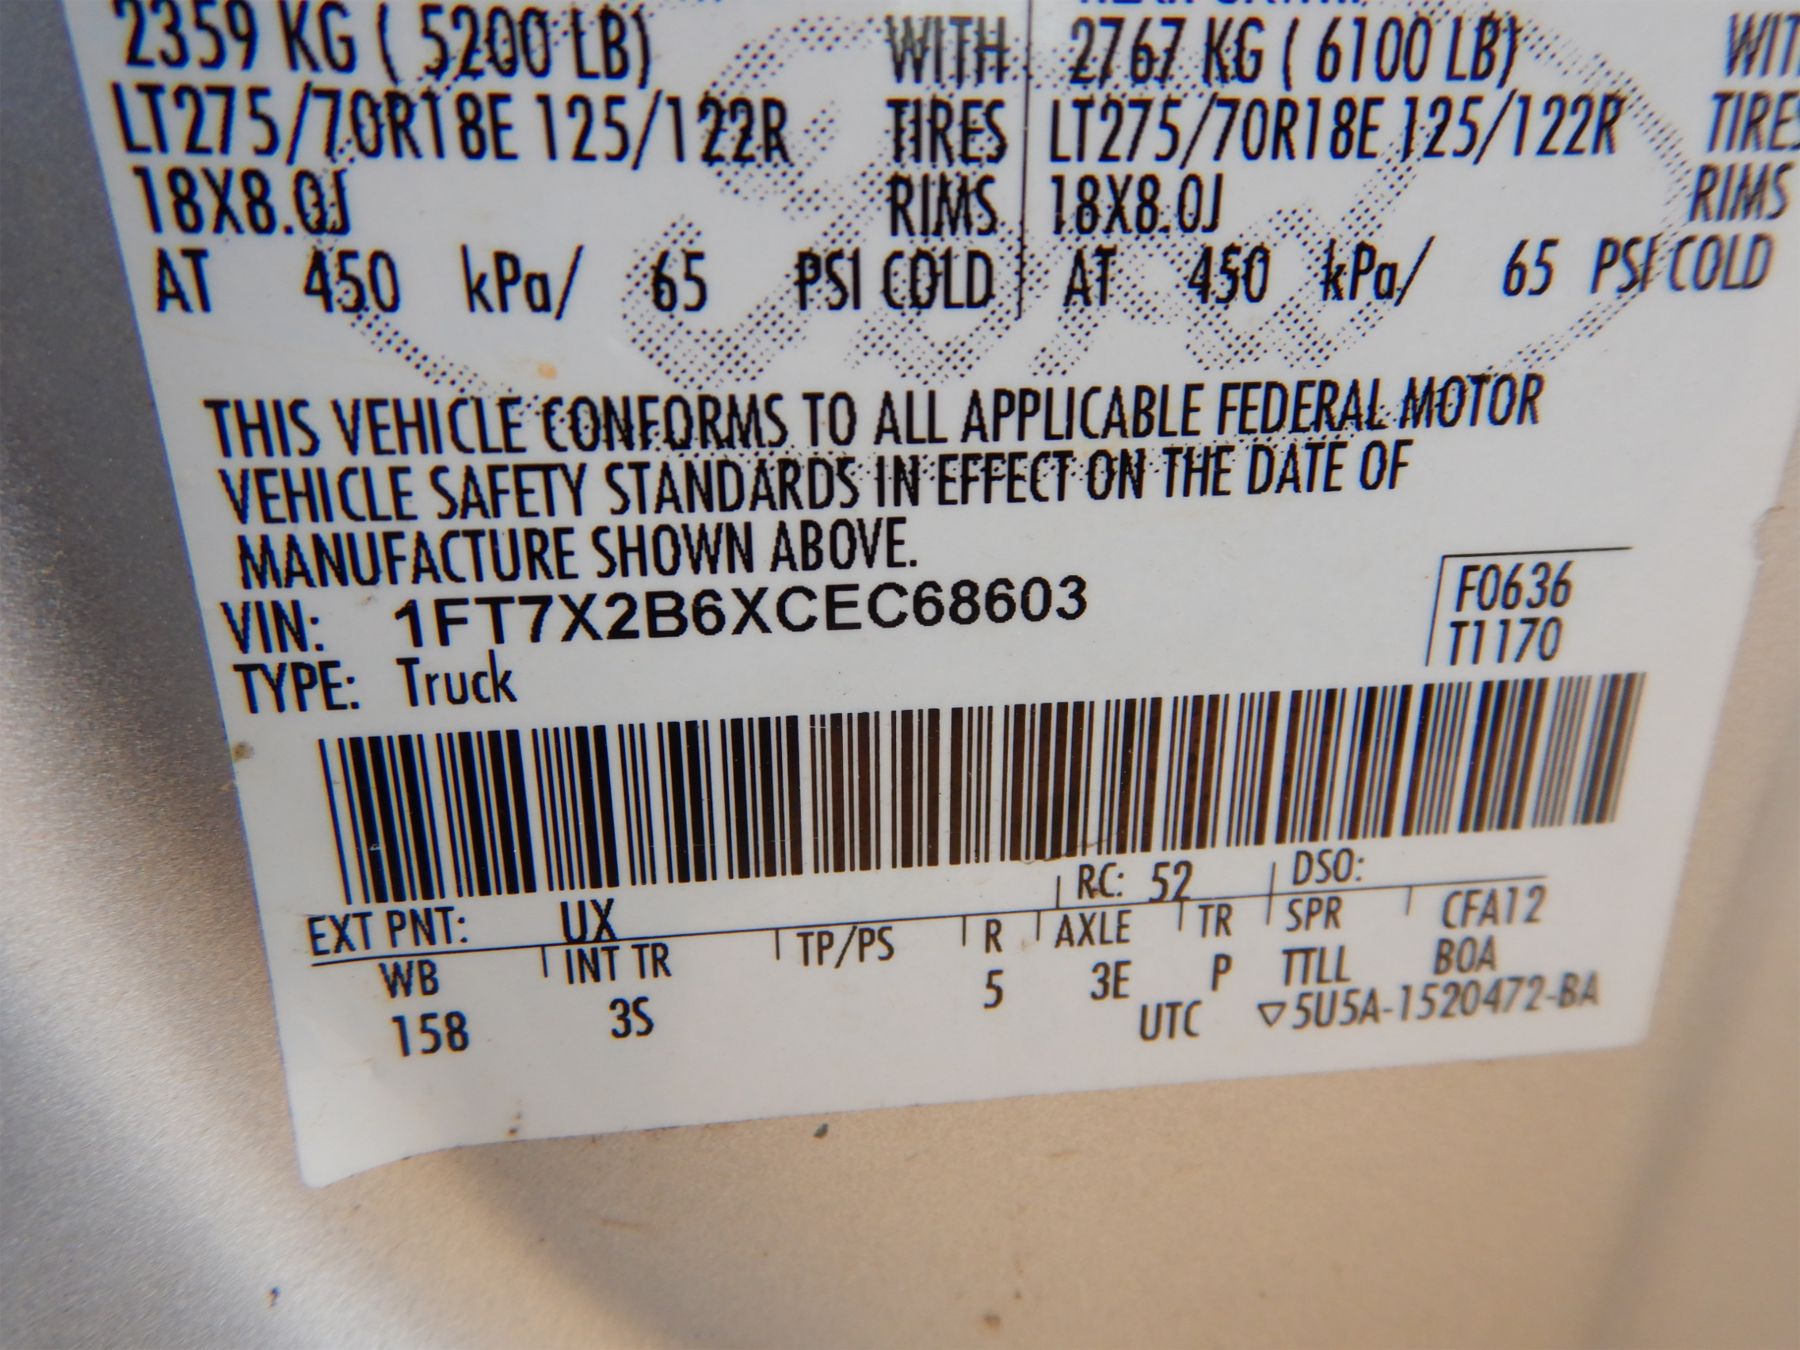 2359 KG ( 5200 LB) WITH 2767 KG ( 6100 LB)
LT275/70R18E 125/122R TIRES LT275/70R18E 125/122R TIRES
18X8.0J RIMS 18X8.0J RIMS
AT 450 kPa/ 65 PSI COLD AT 450 kPa/ 65 PSI COLD
THIS VEHICLE CONFORMS TO ALL APPLICABLE FEDERAL MOTOR
VEHICLE SAFETY STANDARDS IN EFFECT ON THE DATE OF
MANUFACTURE SHOWN ABOVE.
VIN: 1FT7X2B6XCEC68603 F0636
TYPE: Truck T1170
EXT PNT: UX RC: 52 DSO:
WB INT TR TP/PS R AXLE TR SPR CFA12
158 3S 5 3E P TTLL BOA
UTC ▽5U5A-1520472-BA